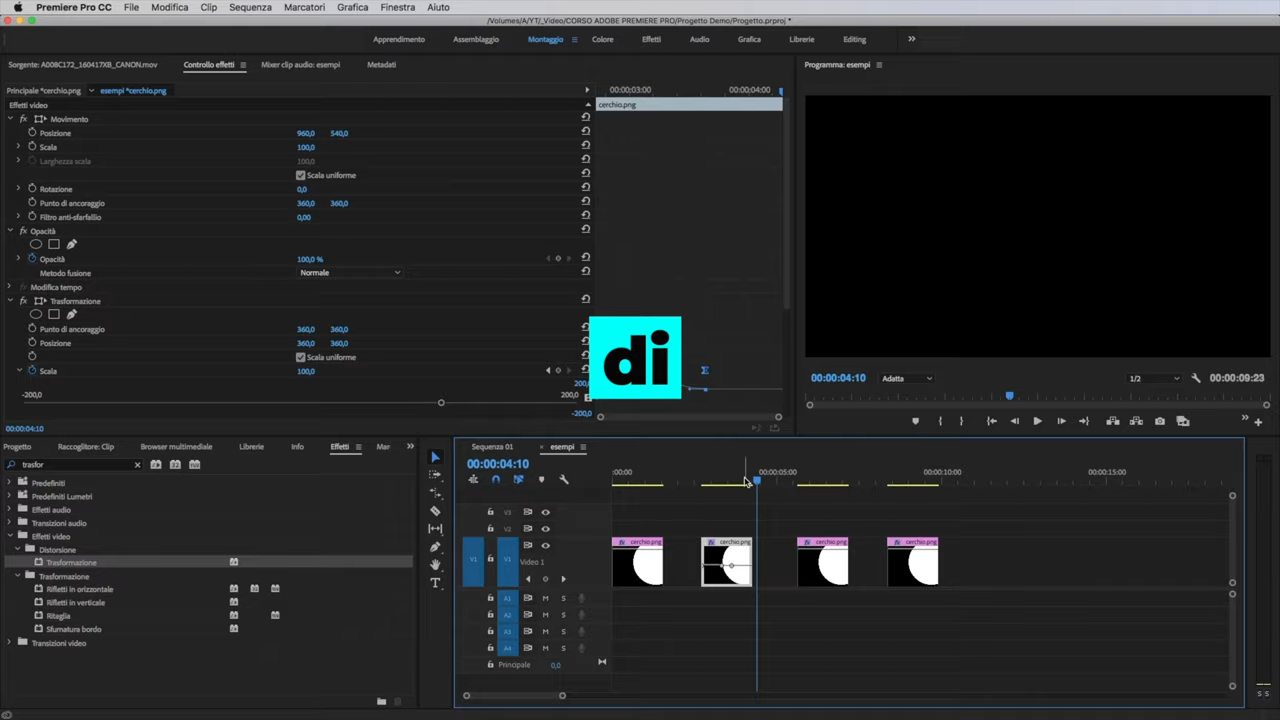 Premiere Pro CC File Modifica Clip Sequenza Marcatori Grafica Finestra Aiuto
/Volumes/A/YT/_Video/CORSO ADOBE PREMIERE PRO/Progetto Demo/Progetto.prproj *
Apprendimento Assemblaggio Montaggio Colore Effetti Audio Grafica Librerie Editing
Sorgente: A008C172_160417XB_CANON.mov Controllo effetti Mixer clip audio: esempi Metadati
Programma: esempi
Principale *cerchio.png esempi *cerchio.png
00:00:03:00 00:00:04:00
Effetti video
cerchio.png
Movimento
Posizione 960,0 540,0
Scala 100,0
Larghezza scala 100,0
Scala uniforme
Rotazione 0,0
Punto di ancoraggio 360,0 360,0
Filtro anti-sfarfallio 0,00
Opacità
Opacità 100,0 %
Metodo fusione Normale
Modifica tempo
Trasformazione
Punto di ancoraggio 360,0 360,0
Posizione 360,0 360,0
Scala uniforme
Scala 100,0
di
200,0
-200,0 200,0
-200,0
00:00:04:10
00:00:04:10 Adatta 1/2 00:00:09:23
Progetto Raccoglitore: Clip Browser multimediale Librerie Info Effetti Mar
trasfor
Predefiniti
Predefiniti Lumetri
Effetti audio
Transizioni audio
Effetti video
Distorsione
Trasformazione
Trasformazione
Rifletti in orizzontale
Rifletti in verticale
Ritaglia
Sfumatura bordo
Transizioni video
Sequenza 01 esempi
00:00:04:10
:00:00 00:00:05:00 00:00:10:00 00:00:15:00
V3
V2
V1 V1 Video 1
cerchio.png cerchio.png cerchio.png cerchio.png
A1 M S
A2 M S
A3 M S
A4 M S
Principale 0,0
S S